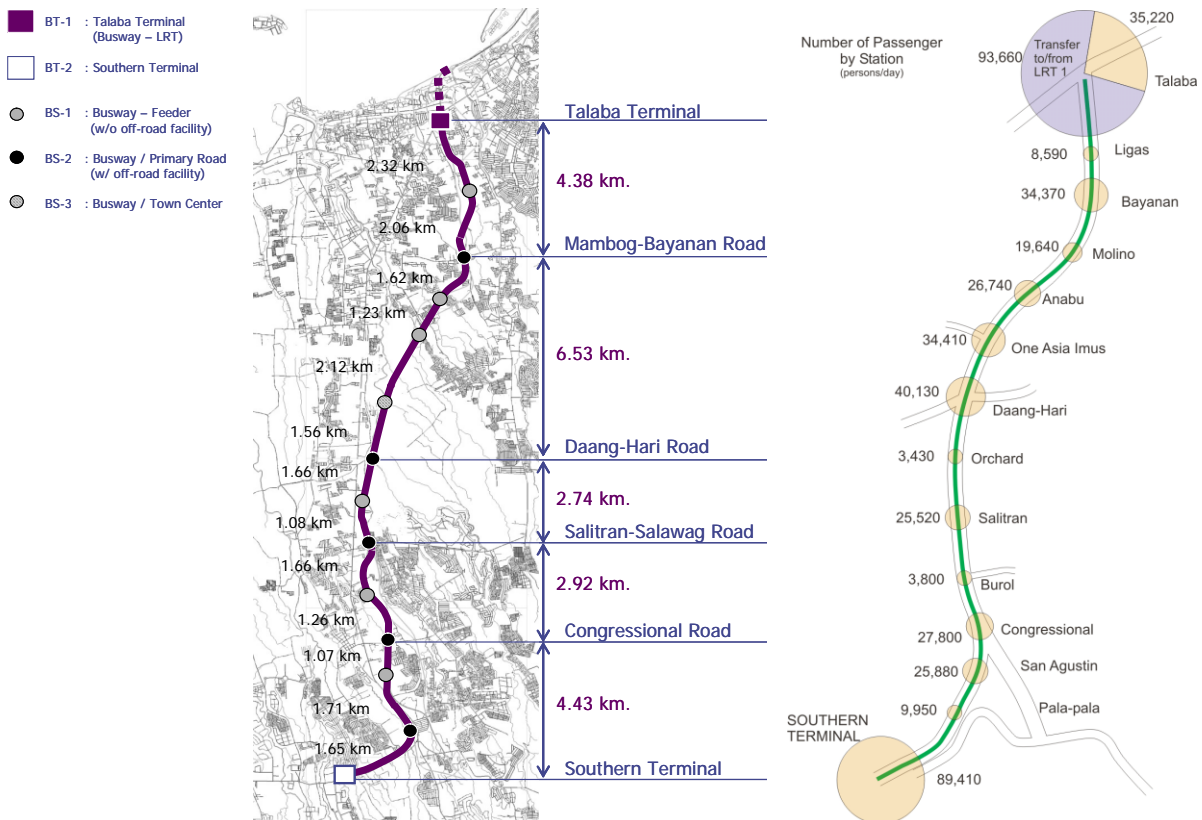 BT-1 : Talaba Terminal
(Busway – LRT)
BT-2 : Southern Terminal
BS-1 : Busway – Feeder
(w/o off-road facility)
BS-2 : Busway / Primary Road
(w/ off-road facility)
BS-3 : Busway / Town Center
2.32 km
2.06 km
1.62 km
1.23 km
2.12 km
1.56 km
1.66 km
1.08 km
1.66 km
1.26 km
1.07 km
1.71 km
1.65 km
Talaba Terminal
4.38 km.
Mambog-Bayanan Road
6.53 km.
Daang-Hari Road
2.74 km.
Salitran-Salawag Road
2.92 km.
Congressional Road
4.43 km.
Southern Terminal
Number of Passenger
by Station
(persons/day)
35,220
93,660
Transfer
to/from
LRT 1
Talaba
8,590
Ligas
34,370
Bayanan
19,640
Molino
26,740
Anabu
34,410
One Asia Imus
40,130
Daang-Hari
3,430
Orchard
25,520
Salitran
3,800
Burol
27,800
Congressional
25,880
San Agustin
9,950
Pala-pala
SOUTHERN
TERMINAL
89,410